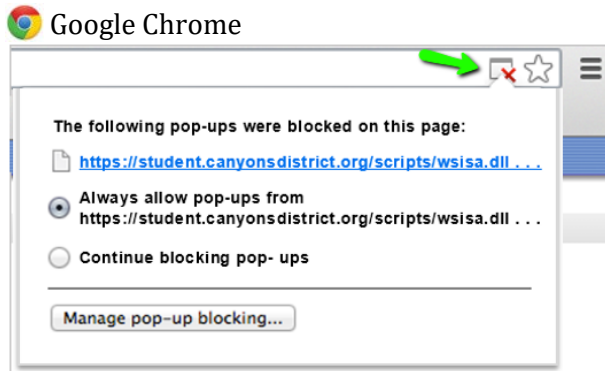 Google Chrome
The following pop-ups were blocked on this page:
https://student.canyonsdistrict.org/scripts/wsisa.dll . . .
Always allow pop-ups from
https://student.canyonsdistrict.org/scripts/wsisa.dll . . .
Continue blocking pop- ups
Manage pop-up blocking...